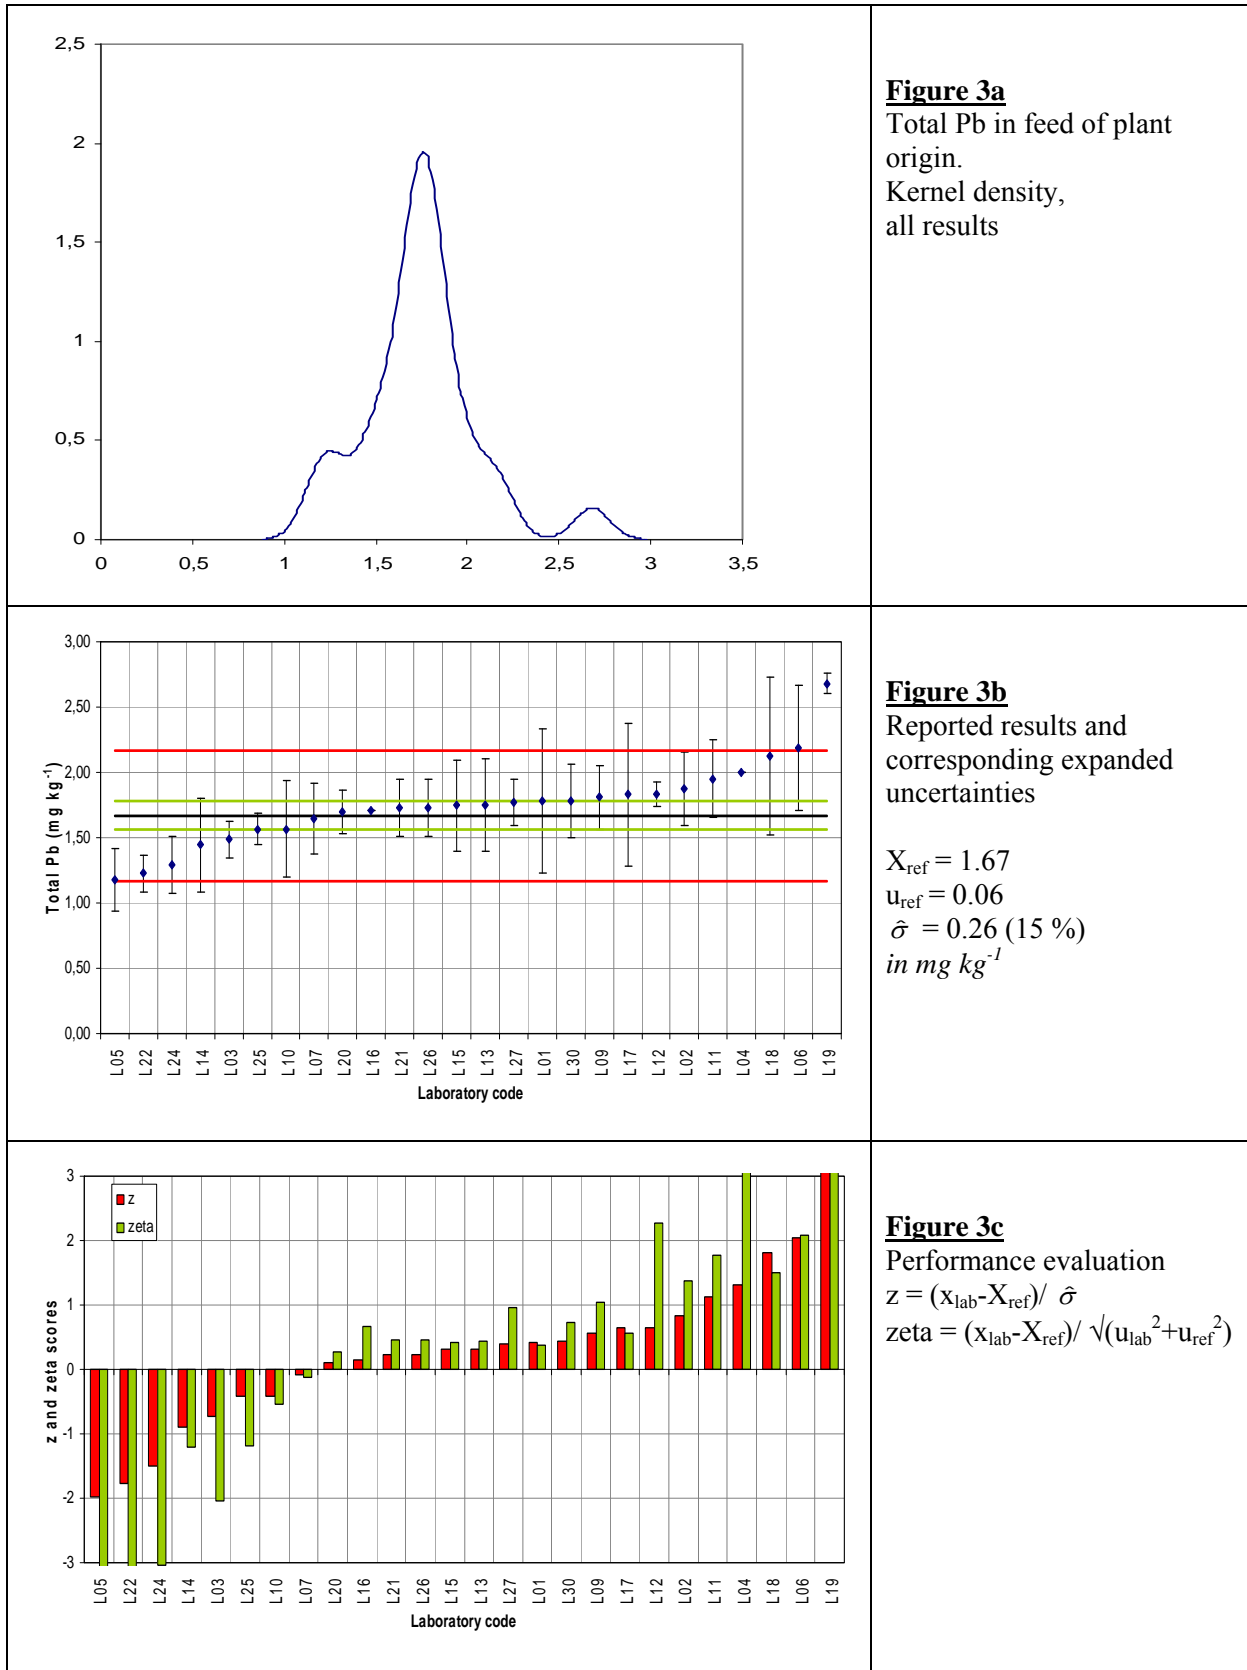 2,5
2
1,5
1
0,5
0
0 0,5 1 1,5 2 2,5 3 3,5
Figure 3a
Total Pb in feed of plant
origin.
Kernel density,
all results
3,00
2,50
2,00
1,50
1,00
0,50
0,00
Total Pb (mg kg⁻¹)
L05 L22 L24 L14 L03 L25 L10 L07 L20 L16 L21 L26 L15 L13 L27 L01 L30 L09 L17 L12 L02 L11 L04 L18 L06 L19
Laboratory code
Figure 3b
Reported results and
corresponding expanded
uncertainties
Xref = 1.67
uref = 0.06
σ̂ = 0.26 (15 %)
in mg kg⁻¹
3
2
1
0
-1
-2
-3
z and zeta scores
z
zeta
L05 L22 L24 L14 L03 L25 L10 L07 L20 L16 L21 L26 L15 L13 L27 L01 L30 L09 L17 L12 L02 L11 L04 L18 L06 L19
Laboratory code
Figure 3c
Performance evaluation
z = (xlab-Xref)/ σ̂
zeta = (xlab-Xref)/ √(ulab²+uref²)